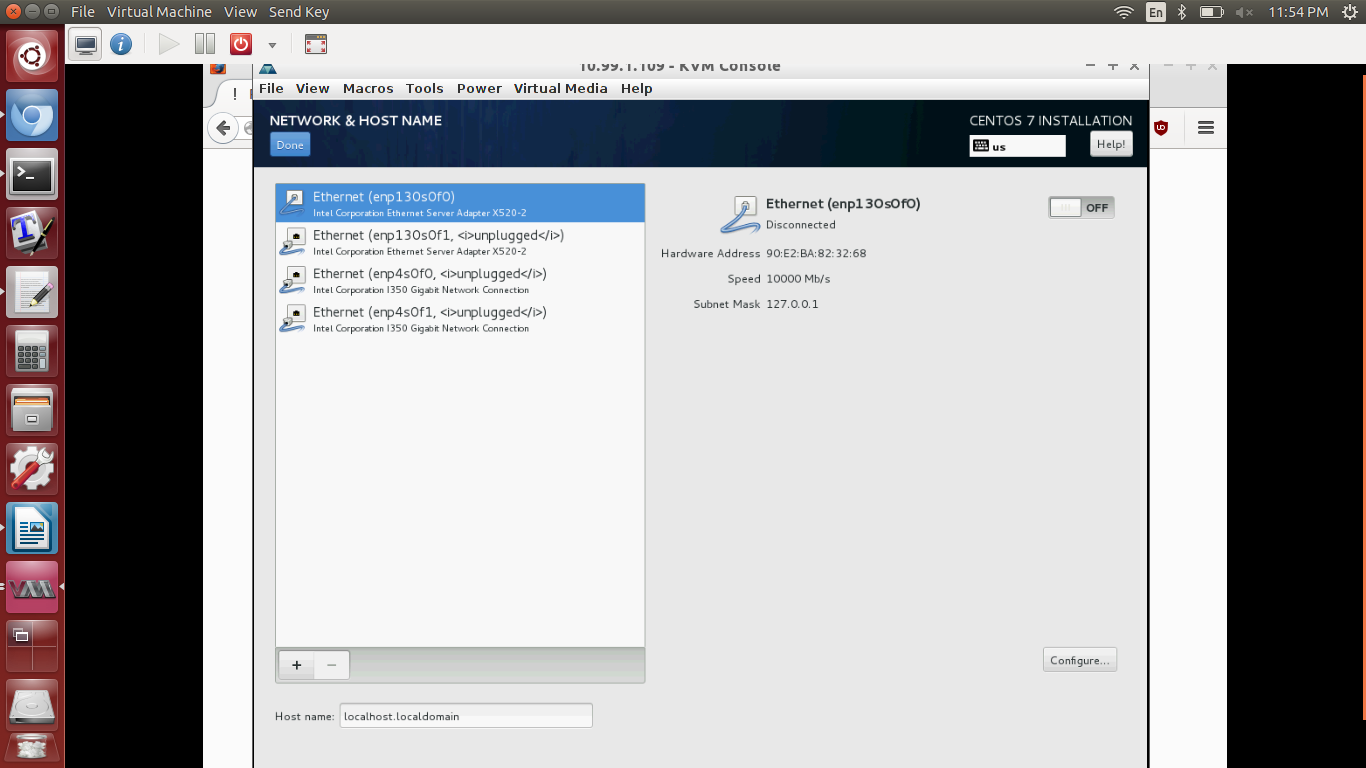 File Virtual Machine View Send Key
En 11:54 PM
10.99.1.109 - KVM Console
File View Macros Tools Power Virtual Media Help
NETWORK & HOST NAME
CENTOS 7 INSTALLATION
Done
us
Help!
Ethernet (enp130s0f0)
Intel Corporation Ethernet Server Adapter X520-2
Ethernet (enp130s0f1, <i>unplugged</i>)
Intel Corporation Ethernet Server Adapter X520-2
Ethernet (enp4s0f0, <i>unplugged</i>)
Intel Corporation I350 Gigabit Network Connection
Ethernet (enp4s0f1, <i>unplugged</i>)
Intel Corporation I350 Gigabit Network Connection
Ethernet (enp130s0f0)
Disconnected
OFF
Hardware Address 90:E2:BA:82:32:68
Speed 10000 Mb/s
Subnet Mask 127.0.0.1
+ −
Configure...
Host name: localhost.localdomain